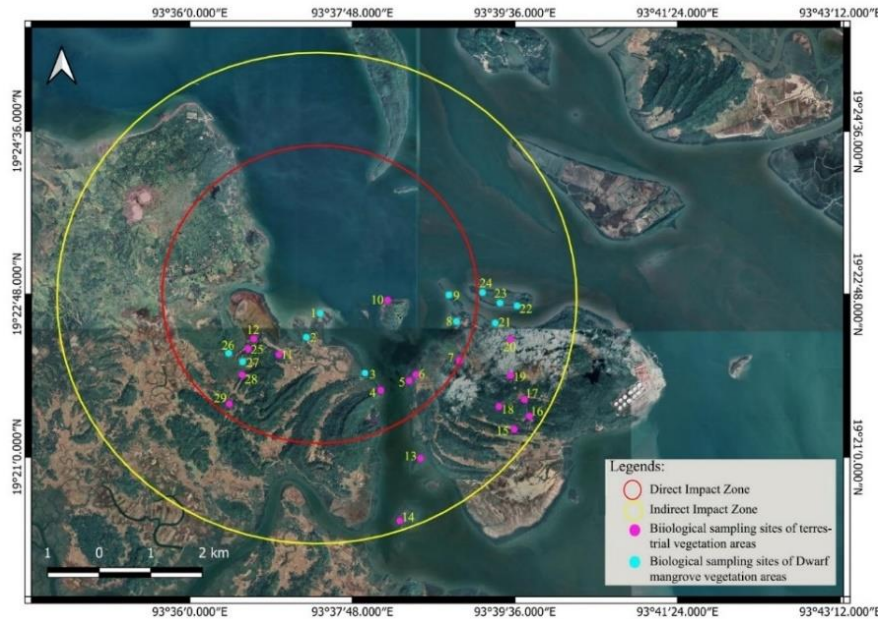 93°36'0.000"E 93°37'48.000"E 93°39'36.000"E 93°41'24.000"E 93°43'12.000"E
19°24'36.000"N 19°24'36.000"N
24
10 9 23
19°22'48.000"N 19°22'48.000"N
1 22
8 21
12 2 20
26 25 11
27 7
28 3 6 19
5
4 17
29 18 16
15
19°21'0.000"N 13 19°21'0.000"N
Legends:
Direct Impact Zone
Indirect Impact Zone
14
Biiological sampling sites of terres-
trial vegetation areas
1 0 1 2 km
Biological sampling sites of Dwarf
mangrove vegetation areas
93°36'0.000"E 93°37'48.000"E 93°39'36.000"E 93°41'24.000"E 93°43'12.000"E